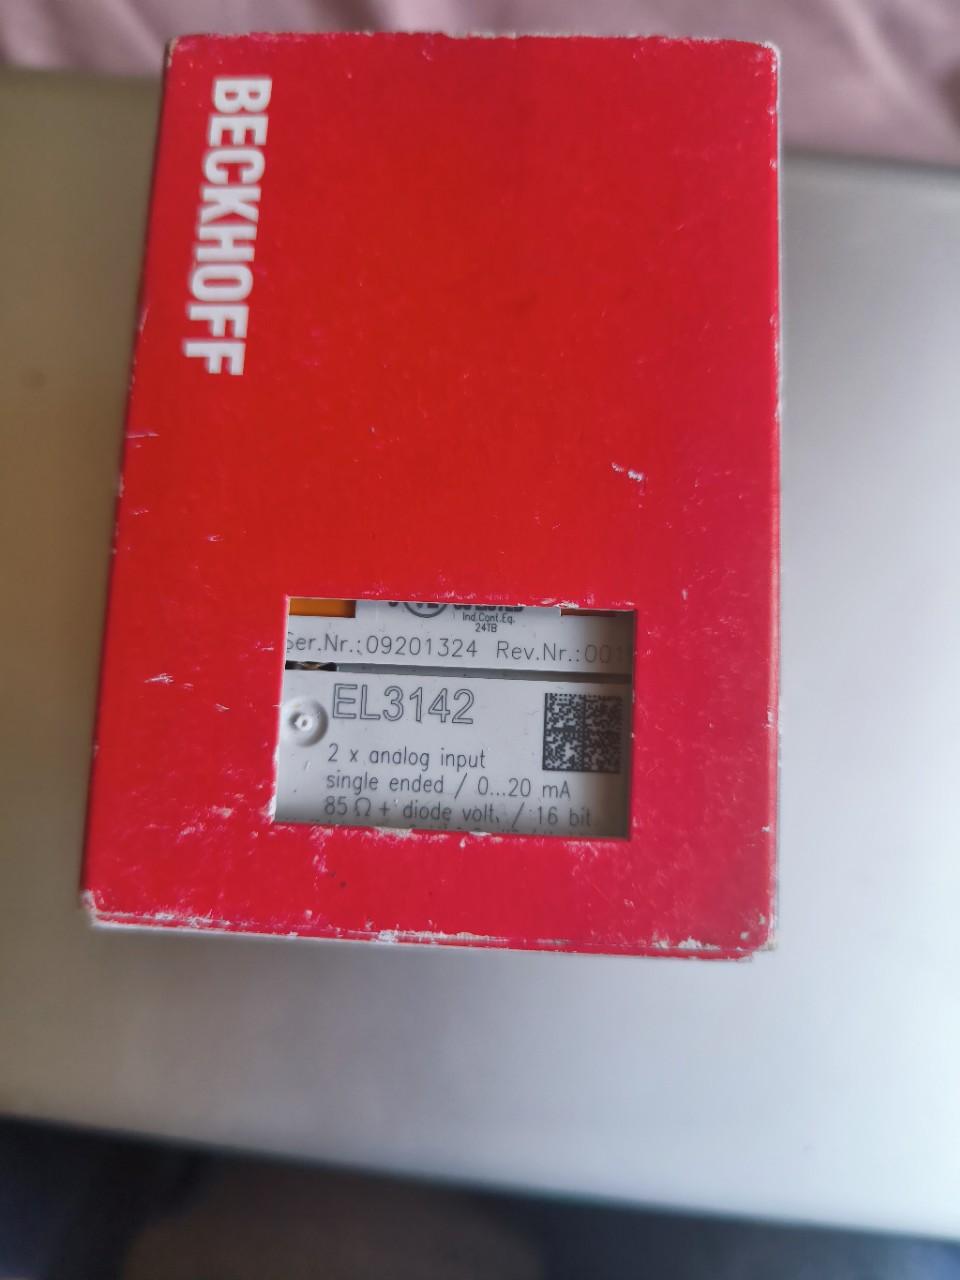 BECKHOFF
Ind.Cont.Eq.
24TB
Ser.Nr.:09201324 Rev.Nr.:001
EL3142
2 x analog input
single ended / 0...20 mA
85 Ω + diode volt. / 16 bit